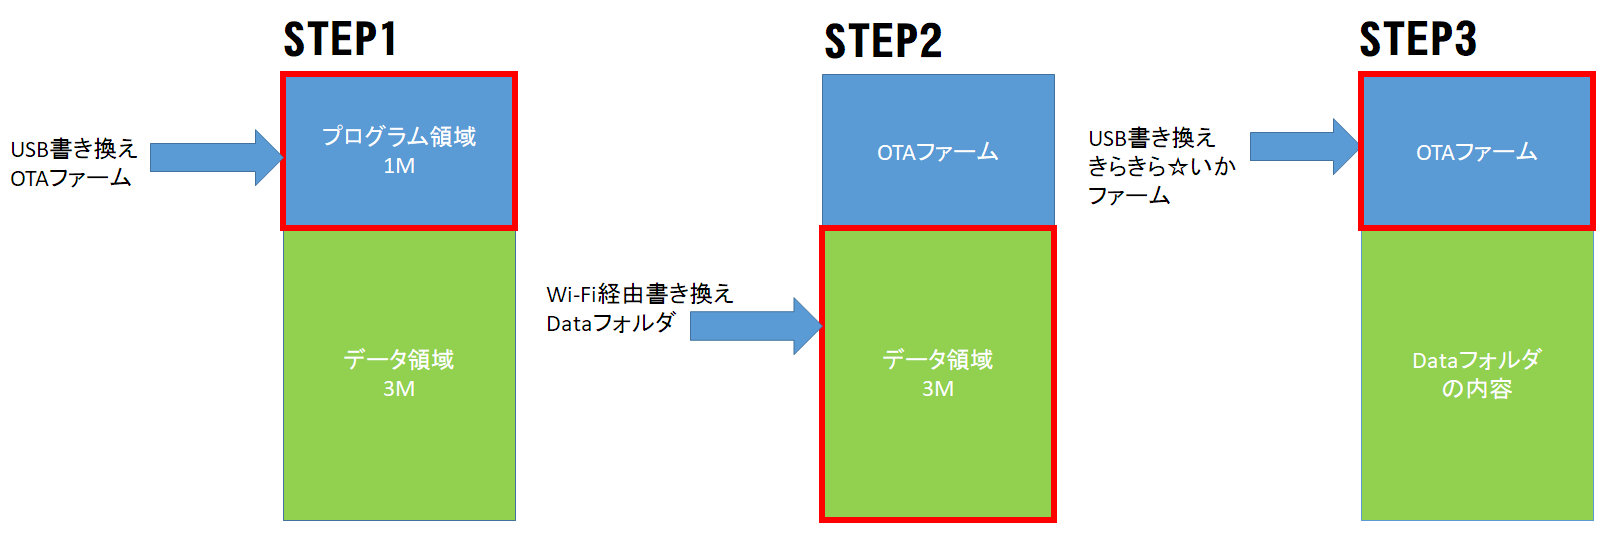 STEP1
USB書き換え
OTAファーム
プログラム領域
1M
データ領域
3M
STEP2
OTAファーム
Wi-Fi経由書き換え
Dataフォルダ
データ領域
3M
STEP3
USB書き換え
きらきら☆いか
ファーム
OTAファーム
Dataフォルダ
の内容